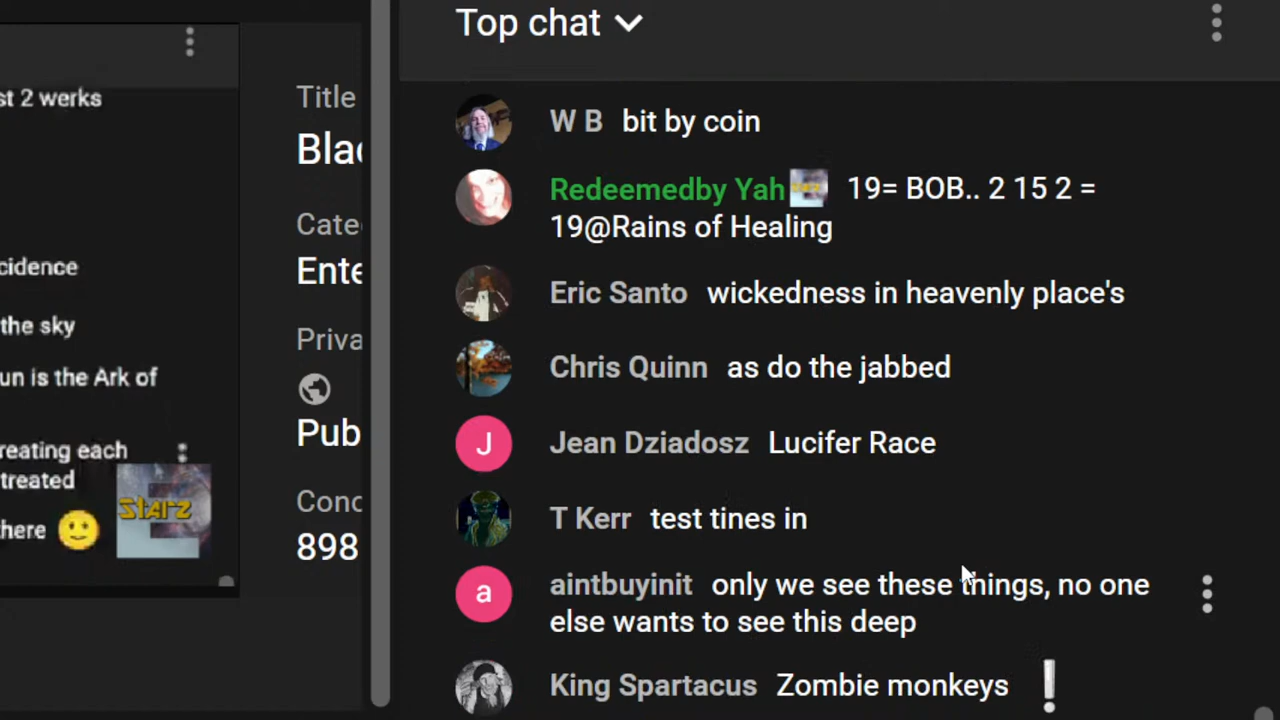 st 2 werks
cidence
the sky
un is the Ark of
reating each
treated
here 🙂
STARZ
E
Title
Blac
Cate
Ente
Priva
Pub
Conc
898
Top chat
W B bit by coin
Redeemedby Yah 19= BOB.. 2 15 2 =
19@Rains of Healing
Eric Santo wickedness in heavenly place's
Chris Quinn as do the jabbed
J
Jean Dziadosz Lucifer Race
T Kerr test tines in
a
aintbuyinit only we see these things, no one
else wants to see this deep
King Spartacus Zombie monkeys ❕